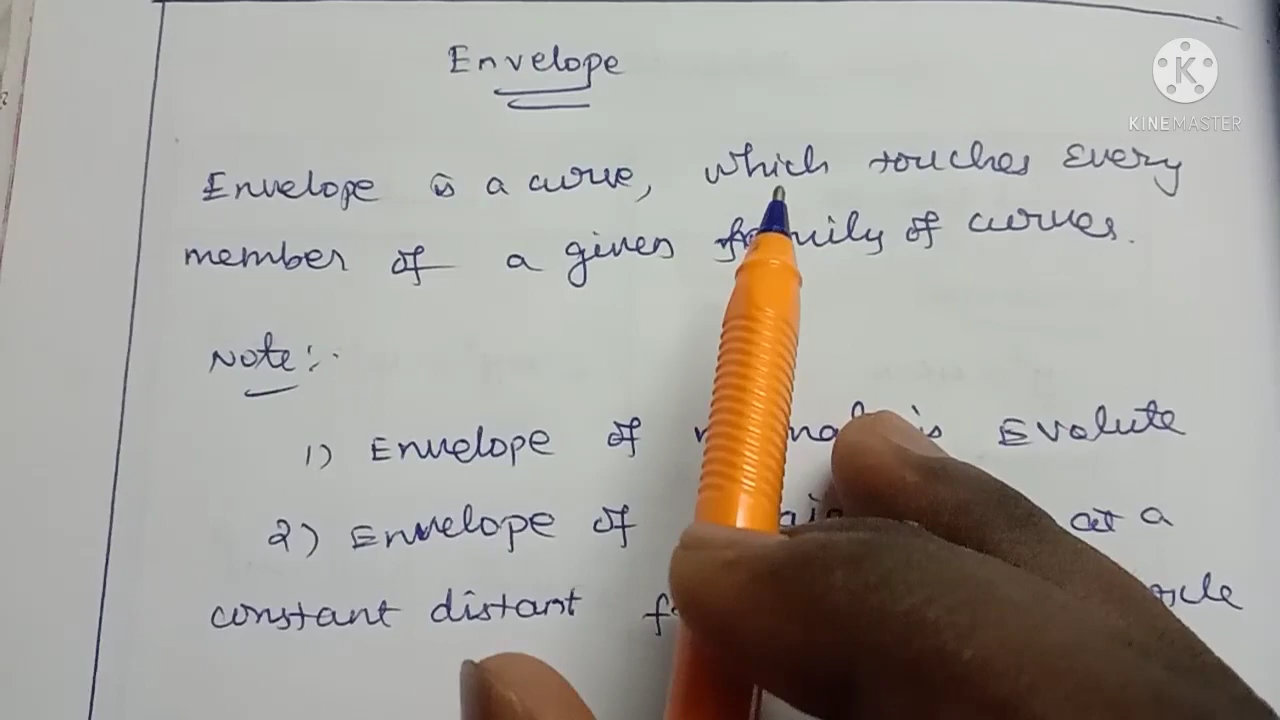 Envelope
KINEMASTER
Envelope is a curve, which touches Every
member of a given family of curves.
Note:-
1) Envelope of is Evolute
2) Envelope of at a
constant distant